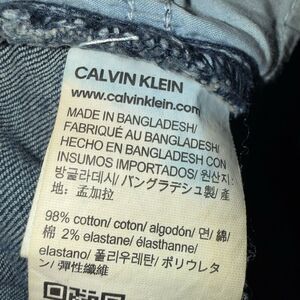 CALVIN KLEIN
www.calvinklein.com
MADE IN BANGLADESH/
FABRIQUÉ AU BANGLADESH/
HECHO EN BANGLADESH CON
INSUMOS IMPORTADOS/ 원산지:
방글라데시/ バングラデシュ製/ 產
地: 孟加拉
98% cotton/ coton/ algodón/ 면/ 綿/
棉 2% elastane/ élasthanne/
elastano/ 폴리우레탄/ ポリウレタ
ン/ 彈性纖維